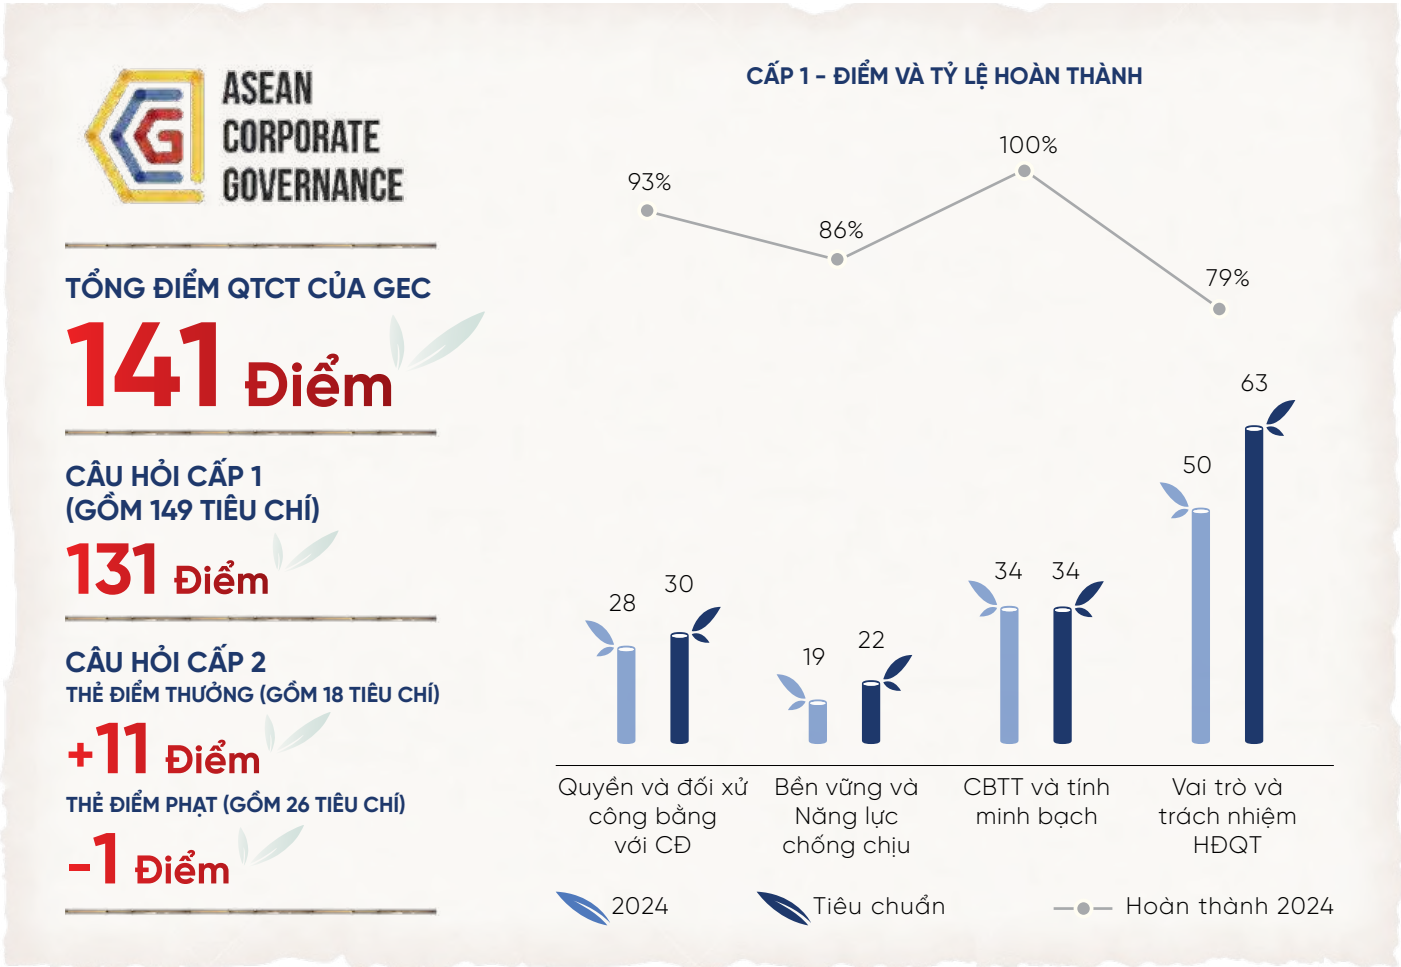 ASEAN
CORPORATE
GOVERNANCE
TỔNG ĐIỂM QTCT CỦA GEC
141 Điểm
CÂU HỎI CẤP 1
(GỒM 149 TIÊU CHÍ)
131 Điểm
CÂU HỎI CẤP 2
THẺ ĐIỂM THƯỞNG (GỒM 18 TIÊU CHÍ)
+11 Điểm
THẺ ĐIỂM PHẠT (GỒM 26 TIÊU CHÍ)
-1 Điểm
CẤP 1 - ĐIỂM VÀ TỶ LỆ HOÀN THÀNH
93%
86%
100%
79%
28
30
19
22
34
34
50
63
Quyền và đối xử
công bằng
với CĐ
Bền vững và
Năng lực
chống chịu
CBTT và tính
minh bạch
Vai trò và
trách nhiệm
HĐQT
2024
Tiêu chuẩn
Hoàn thành 2024